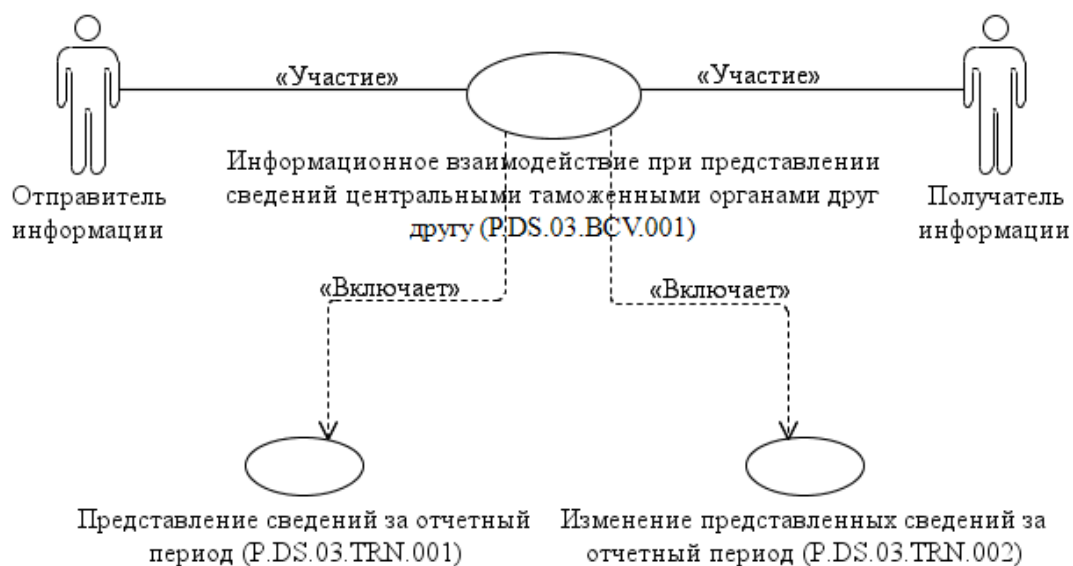 «Участие»
«Участие»
Информационное взаимодействие при представлении
сведений центральными таможенными органами друг
другу (P.DS.03.BCV.001)
Отправитель
информации
Получатель
информации
«Включает»
«Включает»
Представление сведений за отчетный
период (P.DS.03.TRN.001)
Изменение представленных сведений за
отчетный период (P.DS.03.TRN.002)